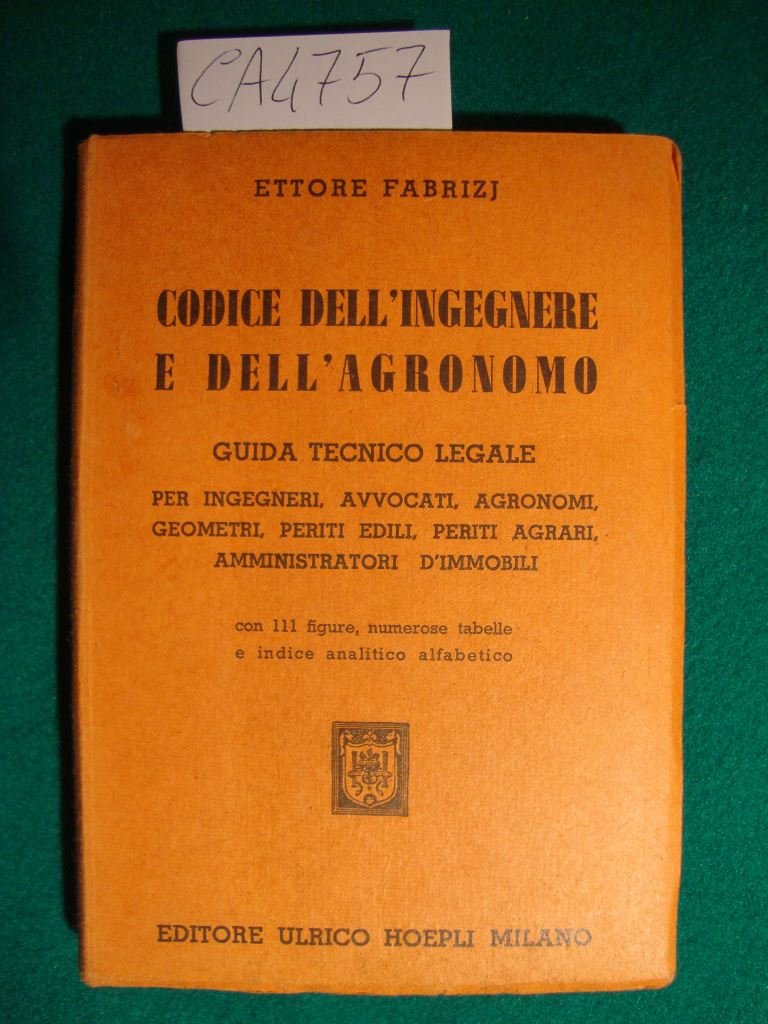 CA4757
ETTORE FABRIZJ
CODICE DELL'INGEGNERE
E DELL'AGRONOMO
GUIDA TECNICO LEGALE
PER INGEGNERI, AVVOCATI, AGRONOMI,
GEOMETRI, PERITI EDILI, PERITI AGRARI,
AMMINISTRATORI D'IMMOBILI
con 111 figure, numerose tabelle
e indice analitico alfabetico
EDITORE ULRICO HOEPLI MILANO